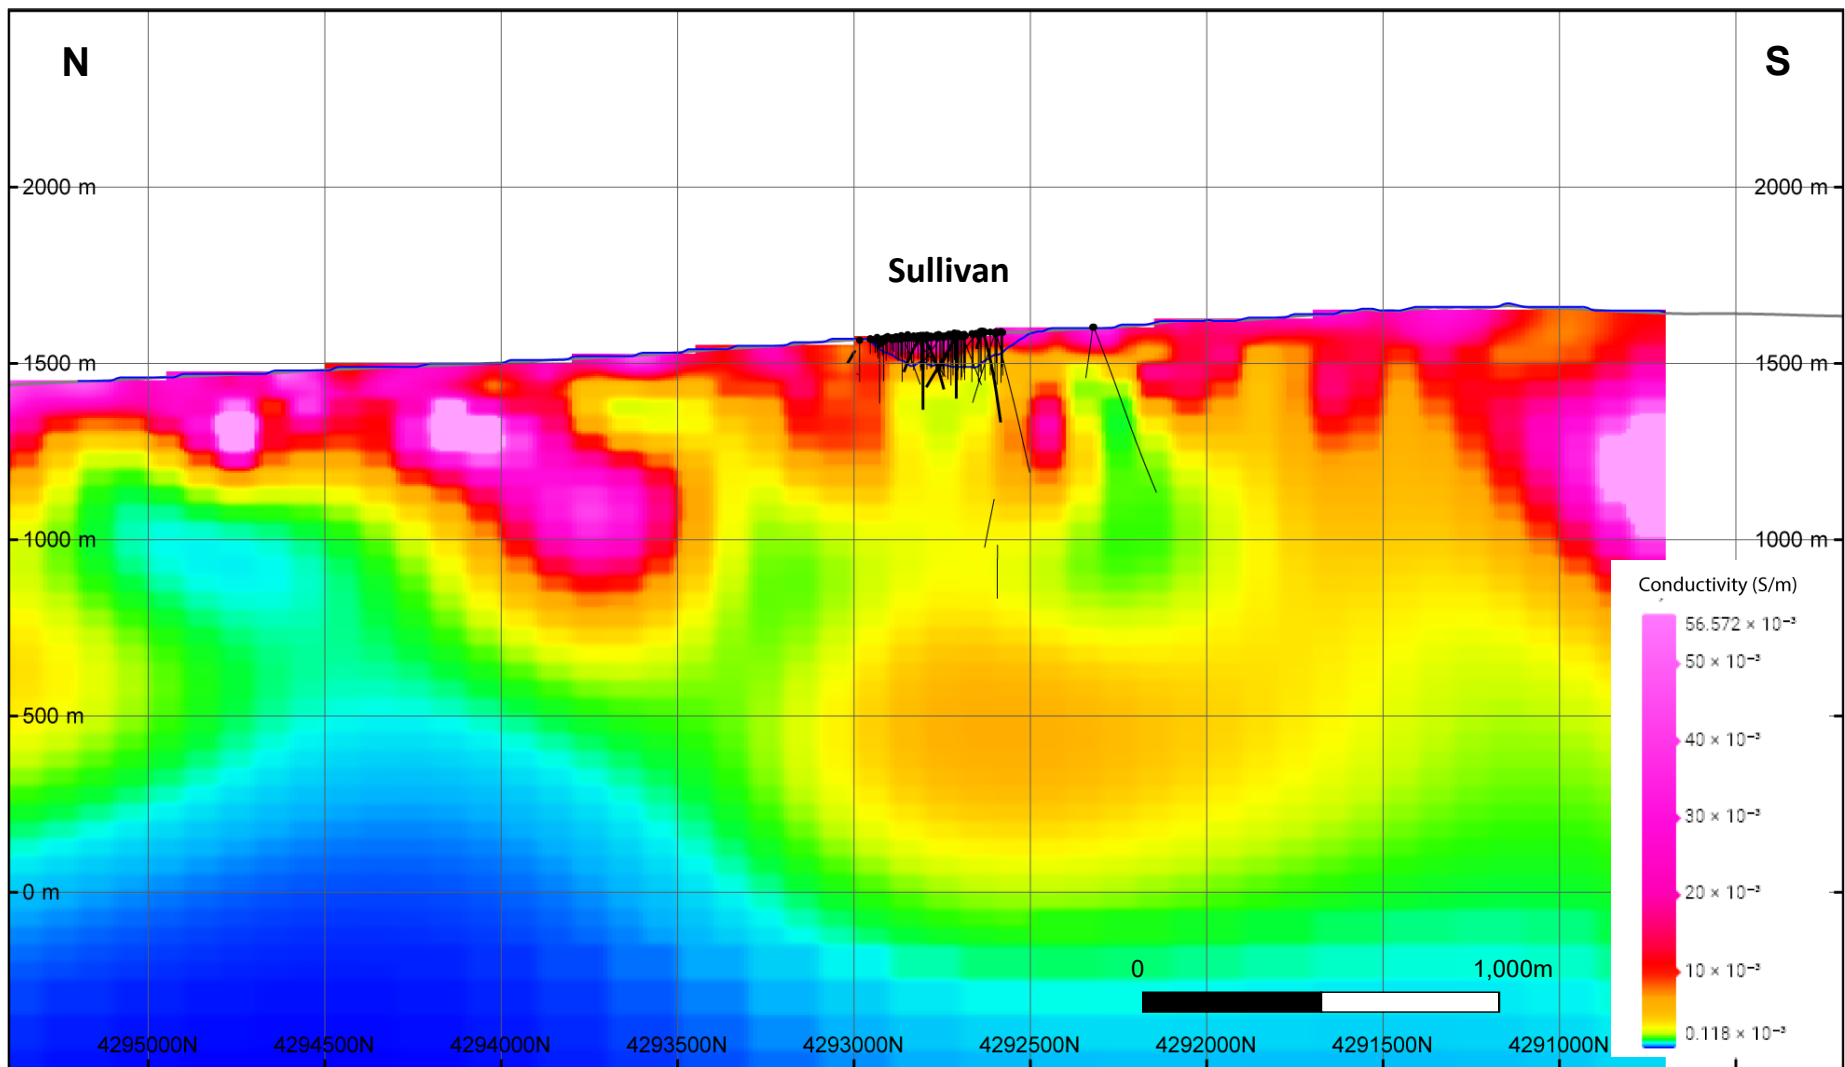 N
S
2000 m
2000 m
Sullivan
1500 m
1500 m
1000 m
1000 m
Conductivity (S/m)
56.572 × 10⁻³
50 × 10⁻³
500 m
40 × 10⁻³
30 × 10⁻³
0 m
20 × 10⁻³
0
1,000m
10 × 10⁻³
0.118 × 10⁻³
4295000N
4294500N
4294000N
4293500N
4293000N
4292500N
4292000N
4291500N
4291000N